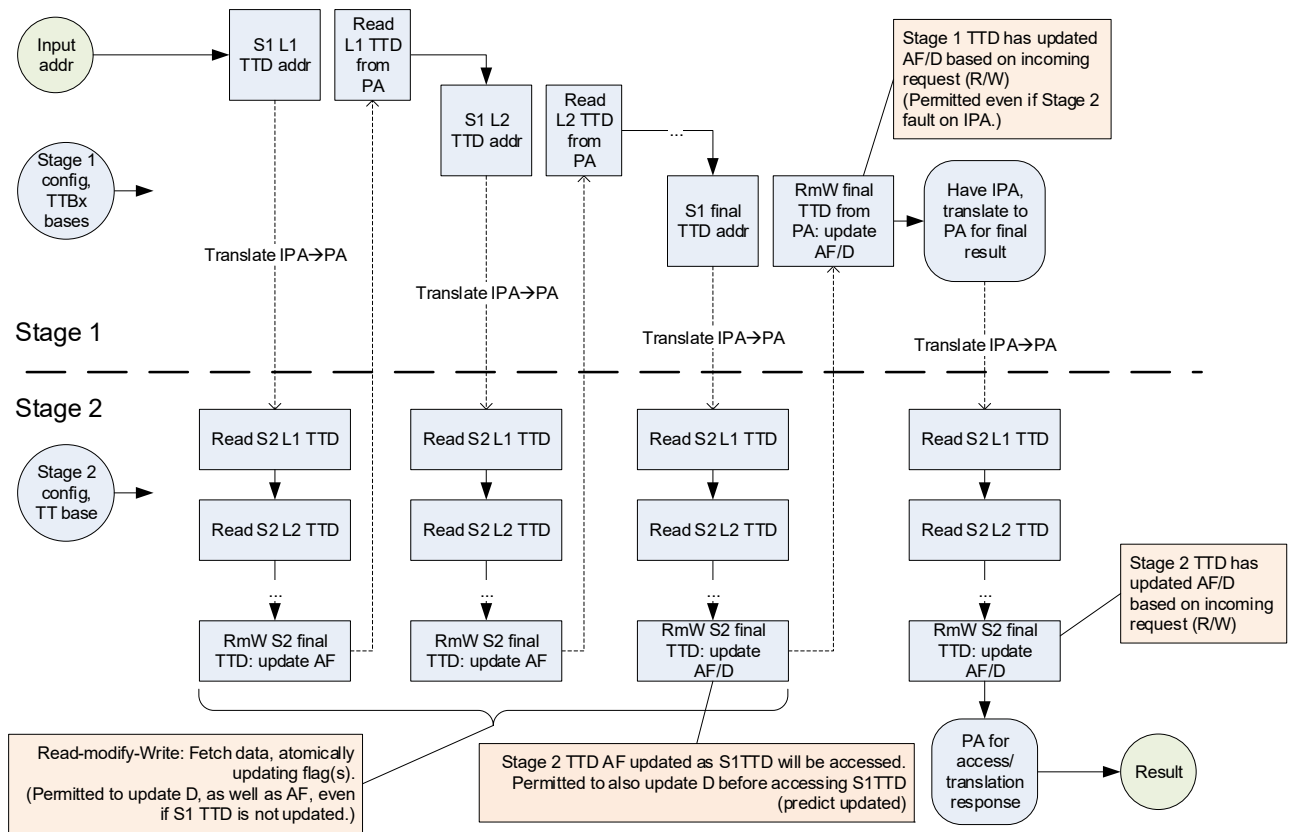 Input
addr
S1 L1
TTD addr
Read
L1 TTD
from
PA
S1 L2
TTD addr
Read
L2 TTD
from
PA
...
S1 final
TTD addr
RmW final
TTD from
PA: update
AF/D
Stage 1 TTD has updated
AF/D based on incoming
request (R/W)
(Permitted even if Stage 2
fault on IPA.)
Have IPA,
translate to
PA for final
result
Stage 1
config,
TTBx
bases
Translate IPA→PA
Translate IPA→PA
Translate IPA→PA
Translate IPA→PA
Stage 1
Stage 2
Stage 2
config,
TT base
Read S2 L1 TTD
Read S2 L2 TTD
...
RmW S2 final
TTD: update AF
Read S2 L1 TTD
Read S2 L2 TTD
...
RmW S2 final
TTD: update AF
Read S2 L1 TTD
Read S2 L2 TTD
...
RmW S2 final
TTD: update
AF/D
Read S2 L1 TTD
Read S2 L2 TTD
...
RmW S2 final
TTD: update
AF/D
Stage 2 TTD has
updated AF/D
based on incoming
request (R/W)
Read-modify-Write: Fetch data, atomically
updating flag(s).
(Permitted to update D, as well as AF, even
if S1 TTD is not updated.)
Stage 2 TTD AF updated as S1TTD will be accessed.
Permitted to also update D before accessing S1TTD
(predict updated)
PA for
access/
translation
response
Result